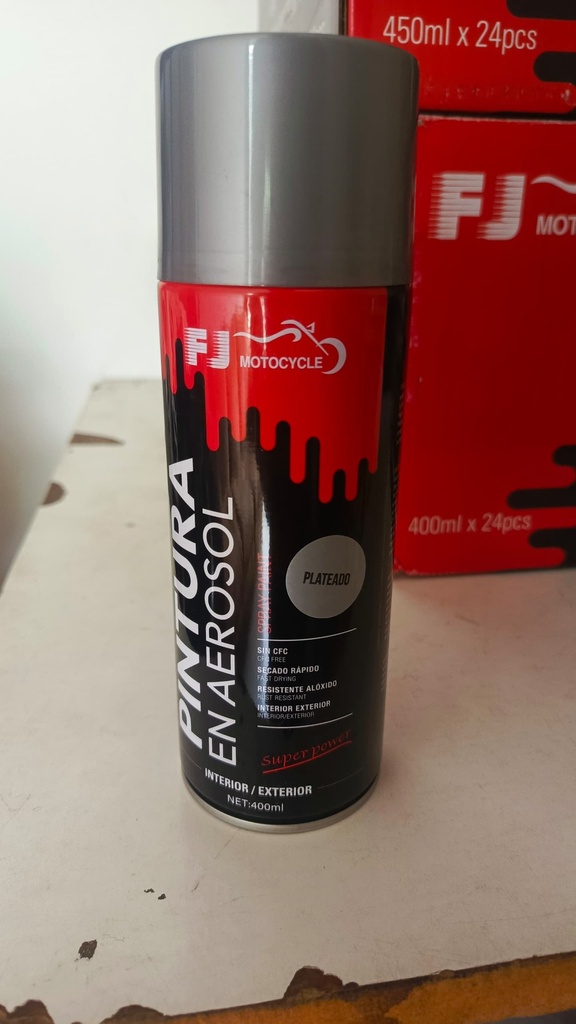 450ml x 24pcs
FJ MOT
400ml x 24pcs
FJ MOTOCYCLE
PINTURA
EN AEROSOL
SPRAY PAINT
PLATEADO
SIN CFC
CFC FREE
SECADO RÁPIDO
FAST DRYING
RESISTENTE ALÓXIDO
RUST RESISTANT
INTERIOR EXTERIOR
INTERIOR/EXTERIOR
Super power
INTERIOR / EXTERIOR
NET:400ml